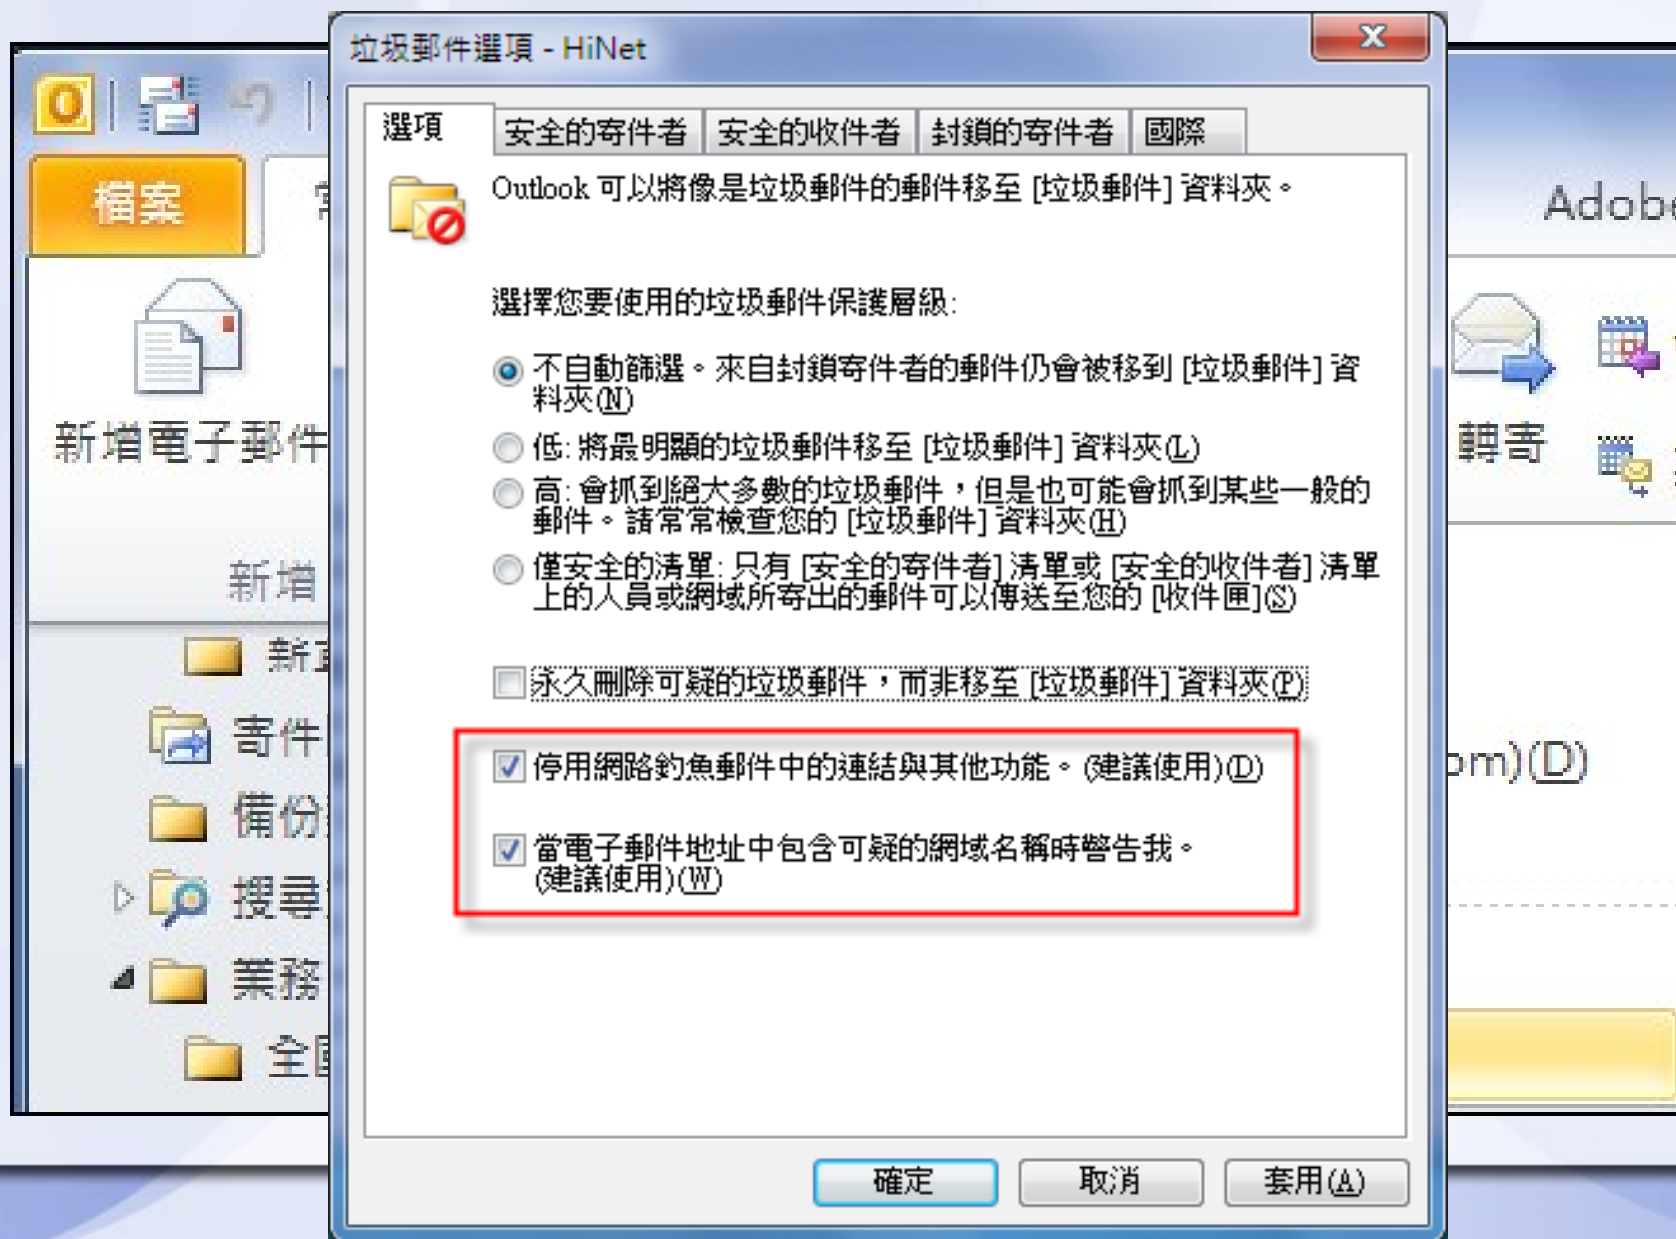 垃圾郵件選項 - HiNet
選項
安全的寄件者
安全的收件者
封鎖的寄件者
國際
Outlook 可以將像是垃圾郵件的郵件移至 [垃圾郵件] 資料夾。
選擇您要使用的垃圾郵件保護層級:
不自動篩選。來自封鎖寄件者的郵件仍會被移到 [垃圾郵件] 資
料夾(N)
低: 將最明顯的垃圾郵件移至 [垃圾郵件] 資料夾(L)
高: 會抓到絕大多數的垃圾郵件，但是也可能會抓到某些一般的
郵件。請常常檢查您的 [垃圾郵件] 資料夾(H)
僅安全的清單: 只有 [安全的寄件者] 清單或 [安全的收件者] 清單
上的人員或網域所寄出的郵件可以傳送至您的 [收件匣](S)
永久刪除可疑的垃圾郵件，而非移至 [垃圾郵件] 資料夾(P)
停用網路釣魚郵件中的連結與其他功能。(建議使用)(D)
當電子郵件地址中包含可疑的網域名稱時警告我。
(建議使用)(W)
確定
取消
套用(A)
檔案
新增電子郵件
新增
新
寄件
備份
搜尋
業務
全
Adobe
轉寄
om)(D)